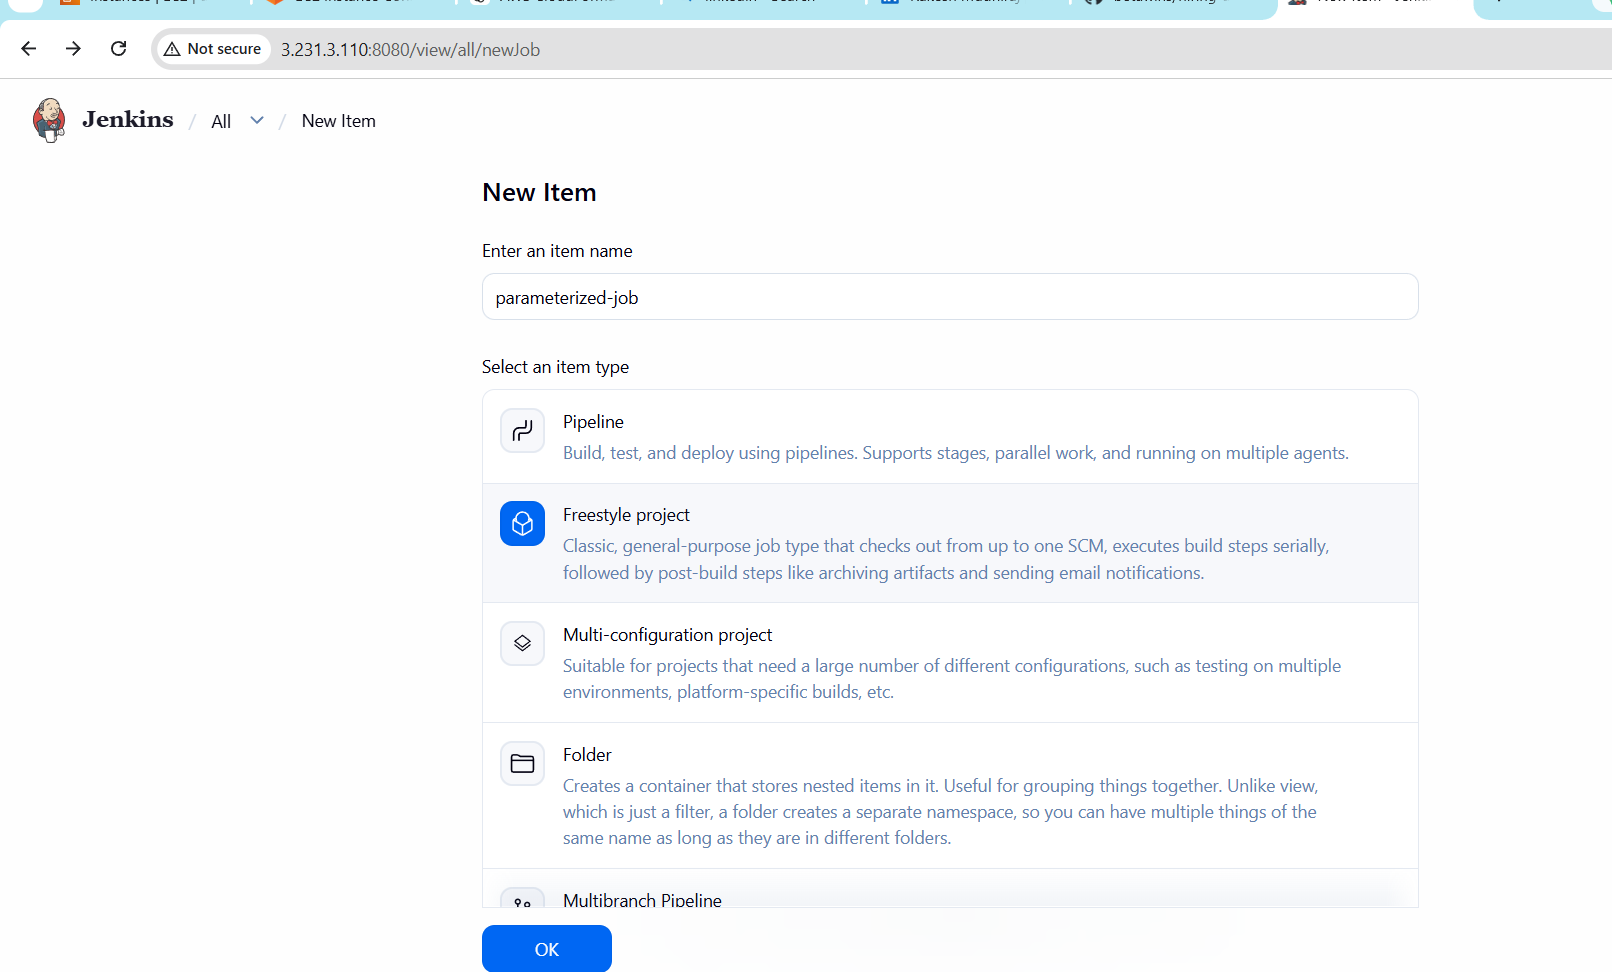 Not secure
3.231.3.110:8080/view/all/newJob
Jenkins / All / New Item
New Item
Enter an item name
parameterized-job
Select an item type
Pipeline
Build, test, and deploy using pipelines. Supports stages, parallel work, and running on multiple agents.
Freestyle project
Classic, general-purpose job type that checks out from up to one SCM, executes build steps serially,
followed by post-build steps like archiving artifacts and sending email notifications.
Multi-configuration project
Suitable for projects that need a large number of different configurations, such as testing on multiple
environments, platform-specific builds, etc.
Folder
Creates a container that stores nested items in it. Useful for grouping things together. Unlike view,
which is just a filter, a folder creates a separate namespace, so you can have multiple things of the
same name as long as they are in different folders.
Multibranch Pipeline
OK